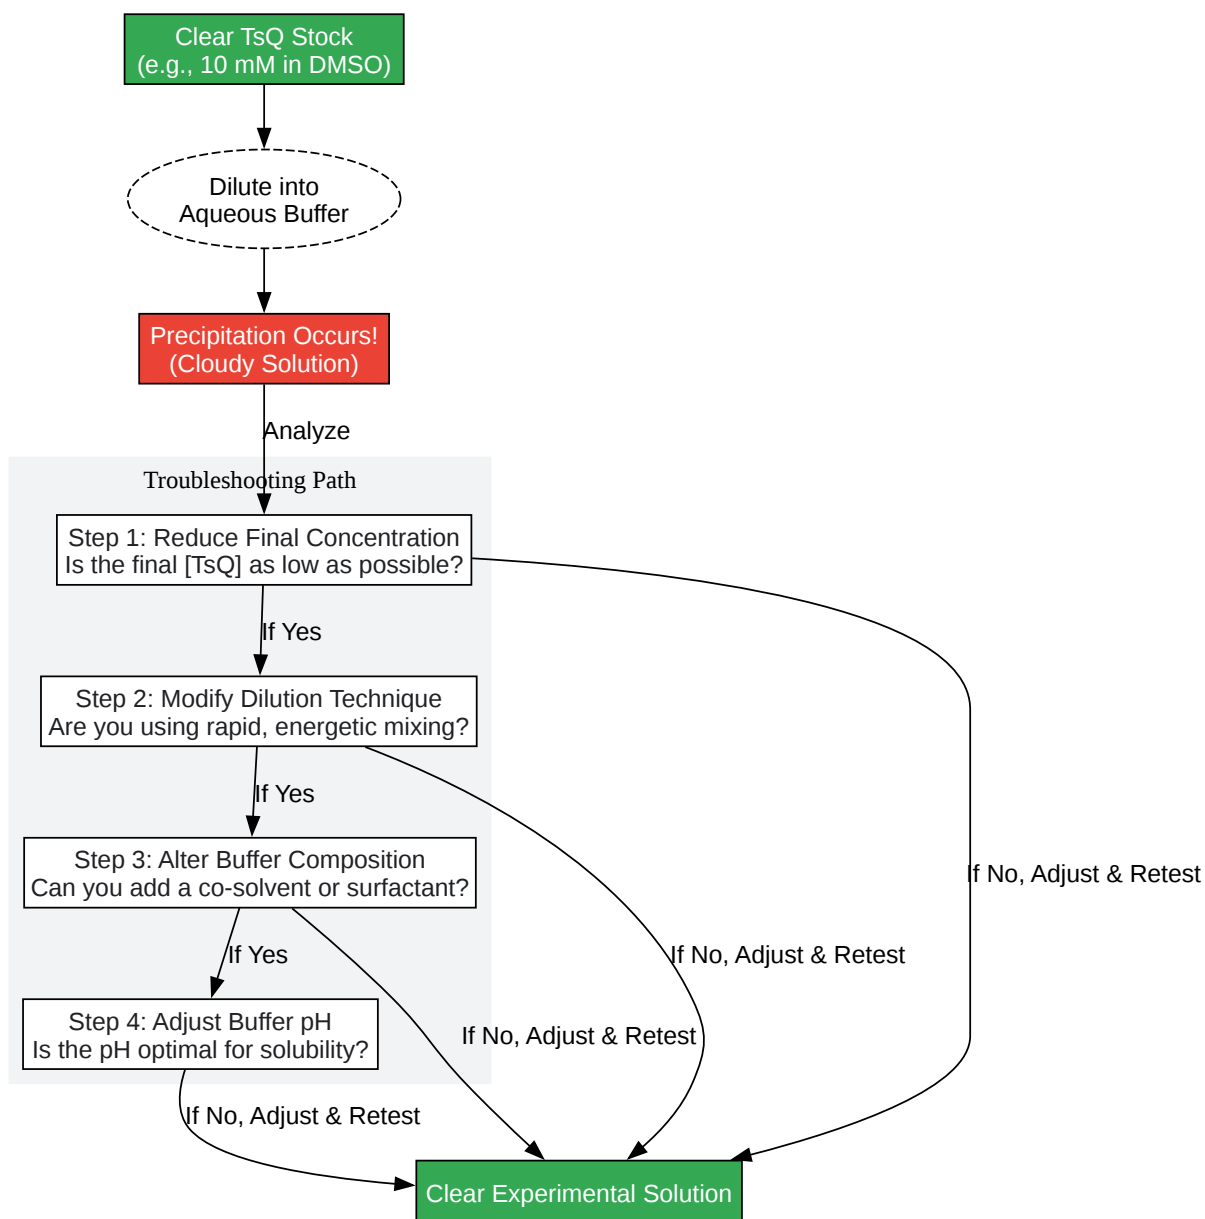 Clear TsQ Stock
(e.g., 10 mM in DMSO)
Dilute into
Aqueous Buffer
Precipitation Occurs!
(Cloudy Solution)
Analyze
Troubleshooting Path
Step 1: Reduce Final Concentration
Is the final [TsQ] as low as possible?
If Yes
Step 2: Modify Dilution Technique
Are you using rapid, energetic mixing?
If Yes
Step 3: Alter Buffer Composition
Can you add a co-solvent or surfactant?
If No, Adjust & Retest
If Yes
If No, Adjust & Retest
Step 4: Adjust Buffer pH
Is the pH optimal for solubility?
If No, Adjust & Retest
If No, Adjust & Retest
Clear Experimental Solution